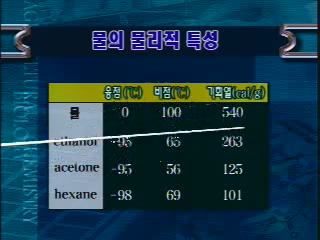 물의 물리적 특성
융점(℃) 비점(℃) 기화열(cal/g)
물 0 100 540
ethanol -95 65 263
acetone -95 56 125
hexane -98 69 101